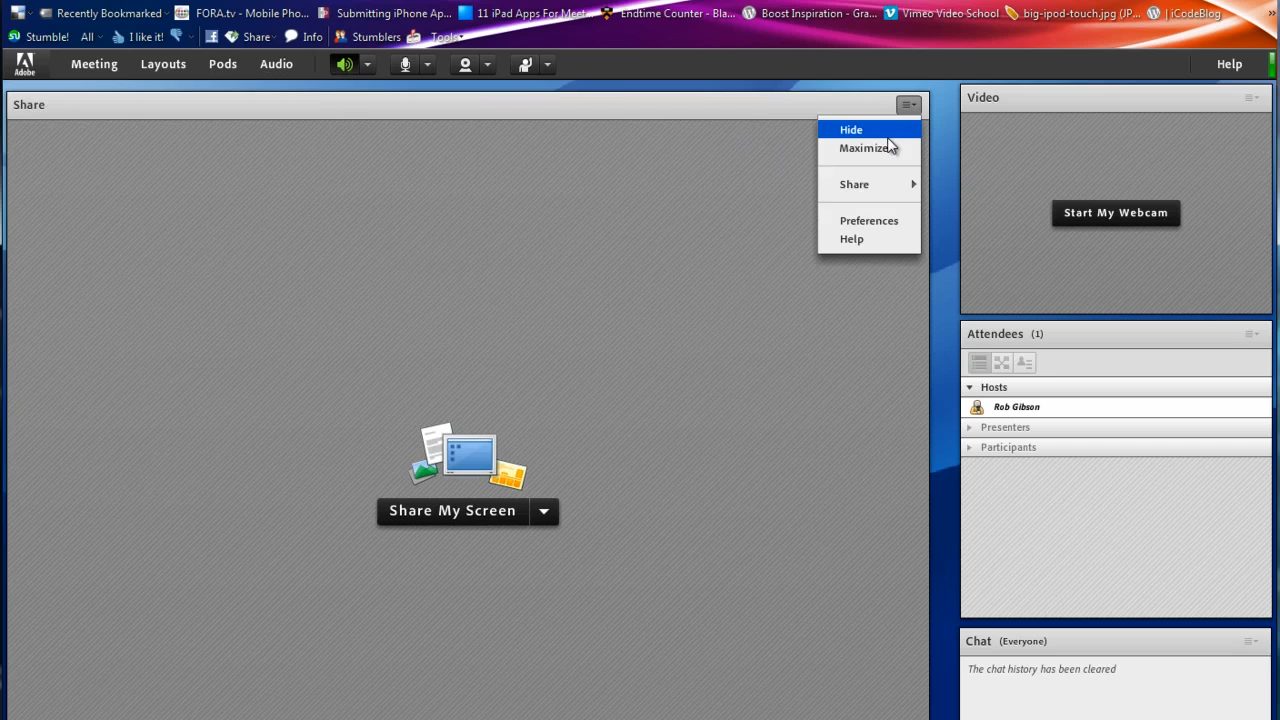 Recently Bookmarked FORA.tv - Mobile Pho... Submitting iPhone Ap... 11 iPad Apps For Meet... Endtime Counter - Bla... Boost Inspiration - Gra... Vimeo Video School big-ipod-touch.jpg (JP... | iCodeBlog »
Stumble! All I like it! Share Info Stumblers Tools
Adobe Meeting Layouts Pods Audio Help
Share
Hide
Maximize
Share
Preferences
Help
Share My Screen
Video
Start My Webcam
Attendees (1)
Hosts
Rob Gibson
Presenters
Participants
Chat (Everyone)
The chat history has been cleared